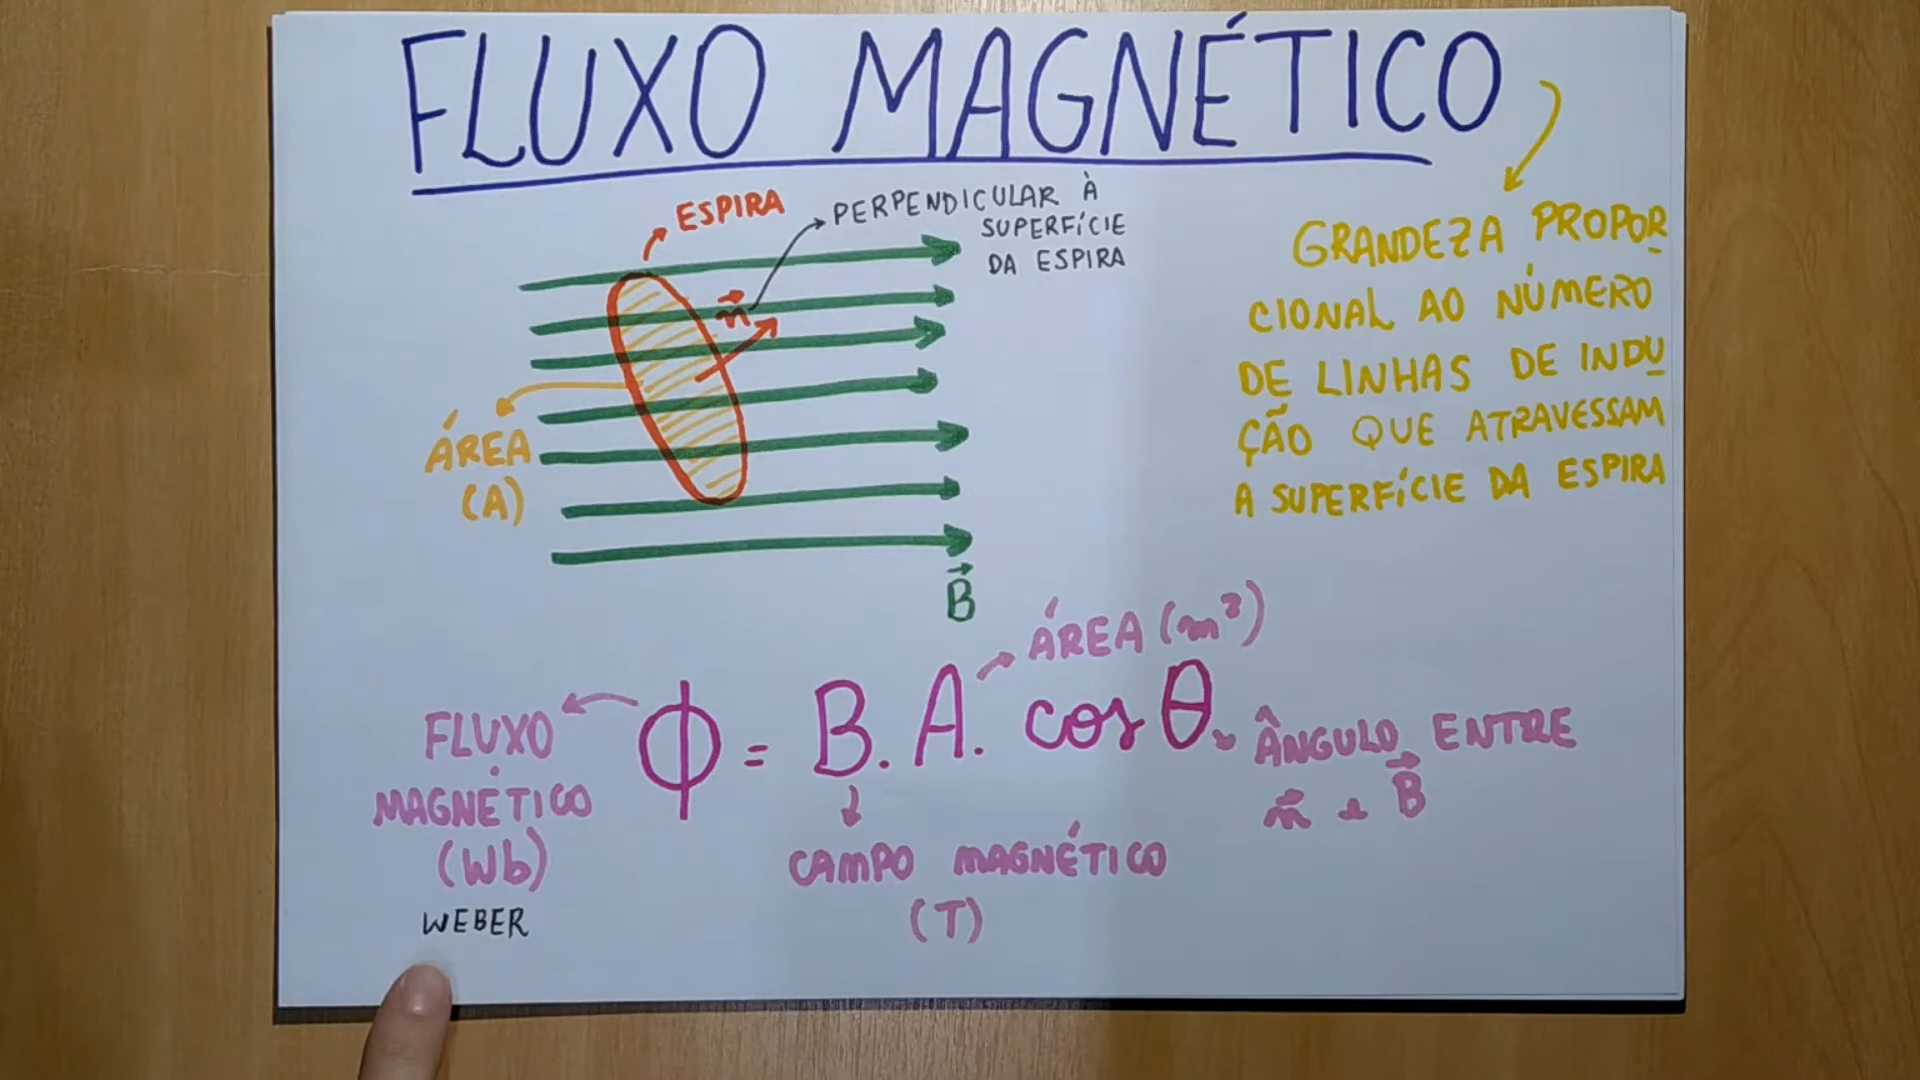 FLUXO MAGNÉTICO
ESPIRA
PERPENDICULAR À
SUPERFÍCIE
DA ESPIRA
n
ÁREA
(A)
B
GRANDEZA PROPOR
CIONAL AO NÚMERO
DE LINHAS DE INDU
ÇÃO QUE ATRAVESSAM
A SUPERFÍCIE DA ESPIRA
ÁREA (m²)
ϕ = B. A. cos θ
FLUXO
MAGNÉTICO
(Wb)
WEBER
CAMPO MAGNÉTICO
(T)
ÂNGULO ENTRE
n e B